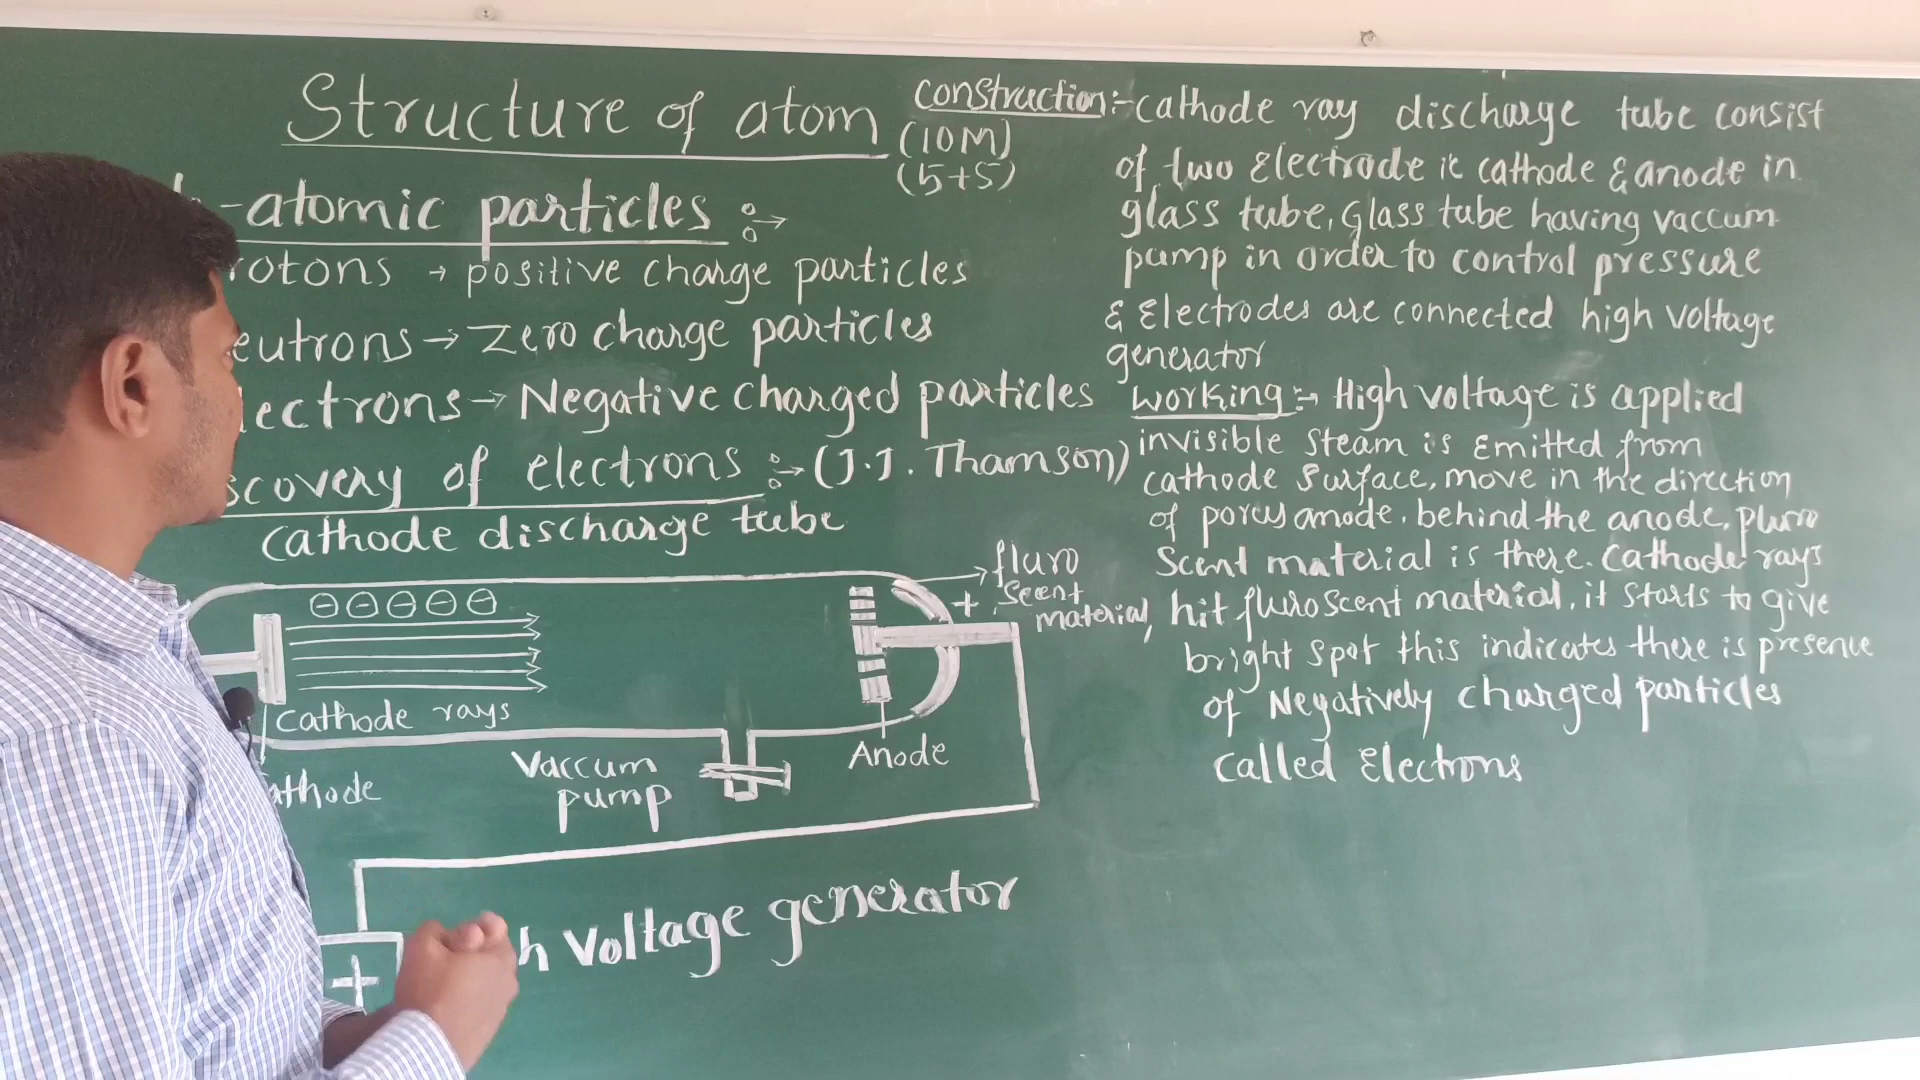 Structure of atom
(10M)
(5+5)
-atomic particles :→
rotons → positive charge particles
eutrons → Zero charge particles
lectrons → Negative charged particles
scovery of electrons :→ (J.J. Thamson)
Cathode discharge tube
fluro
scent
material,
+
⊖ ⊖ ⊖ ⊖ ⊖
Cathode rays
athode
Vaccum
pump
Anode
h Voltage generator
+
Construction:- Cathode ray discharge tube consist
of two Electrode ie cathode & anode in
glass tube, Glass tube having vaccum
pump in order to control pressure
& Electrodes are connected high voltage
generator
Working :→ High voltage is applied
invisible steam is Emitted from
cathode surface, move in the direction
of porus anode, behind the anode, fluro
scent material is there. Cathode rays
hit fluroscent material, it starts to give
bright spot this indicates there is presence
of Negatively charged particles
Called Electrons